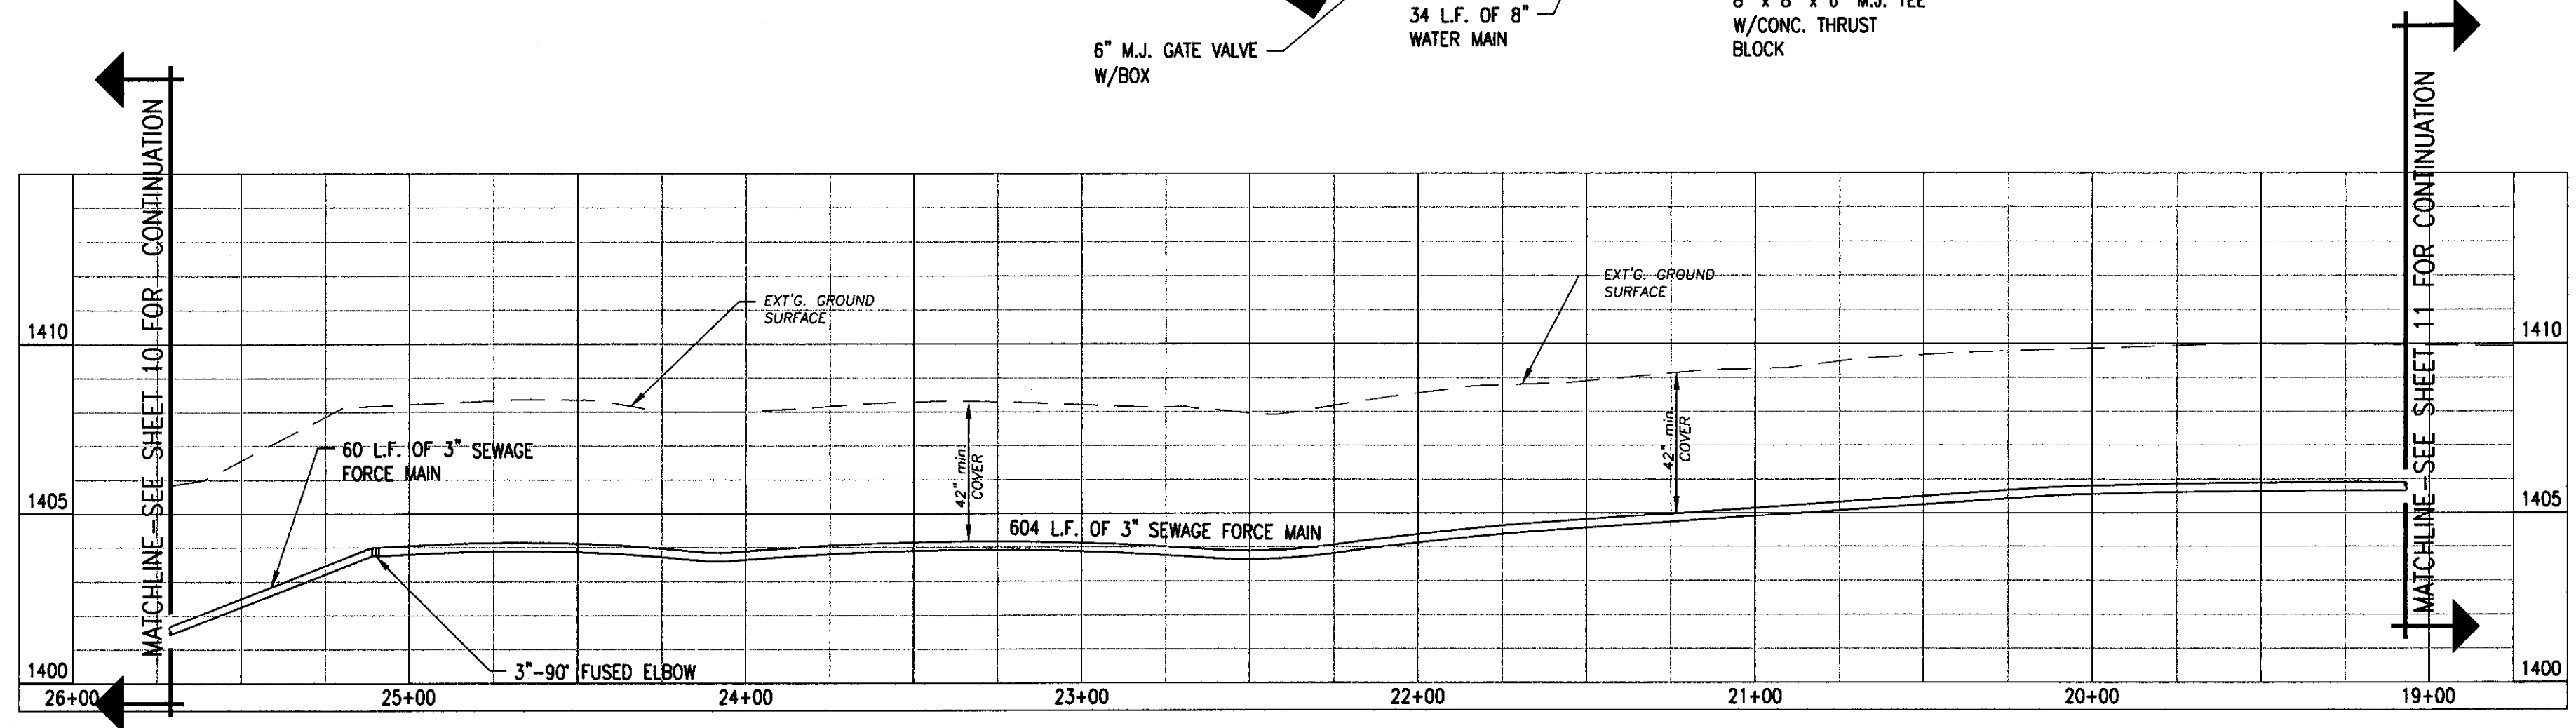 6" M.J. GATE VALVE
W/BOX
34 L.F. OF 8"
WATER MAIN
M.J. TEE
W/CONC. THRUST
BLOCK
MATCHLINE-SEE SHEET 10 FOR CONTINUATION
MATCHLINE-SEE SHEET 11 FOR CONTINUATION
EXT'G. GROUND
SURFACE
EXT'G. GROUND
SURFACE
1410
1410
60 L.F. OF 3" SEWAGE
FORCE MAIN
42" min.
COVER
42" min.
COVER
1405
1405
604 L.F. OF 3" SEWAGE FORCE MAIN
3"-90° FUSED ELBOW
1400
1400
26+00
25+00
24+00
23+00
22+00
21+00
20+00
19+00